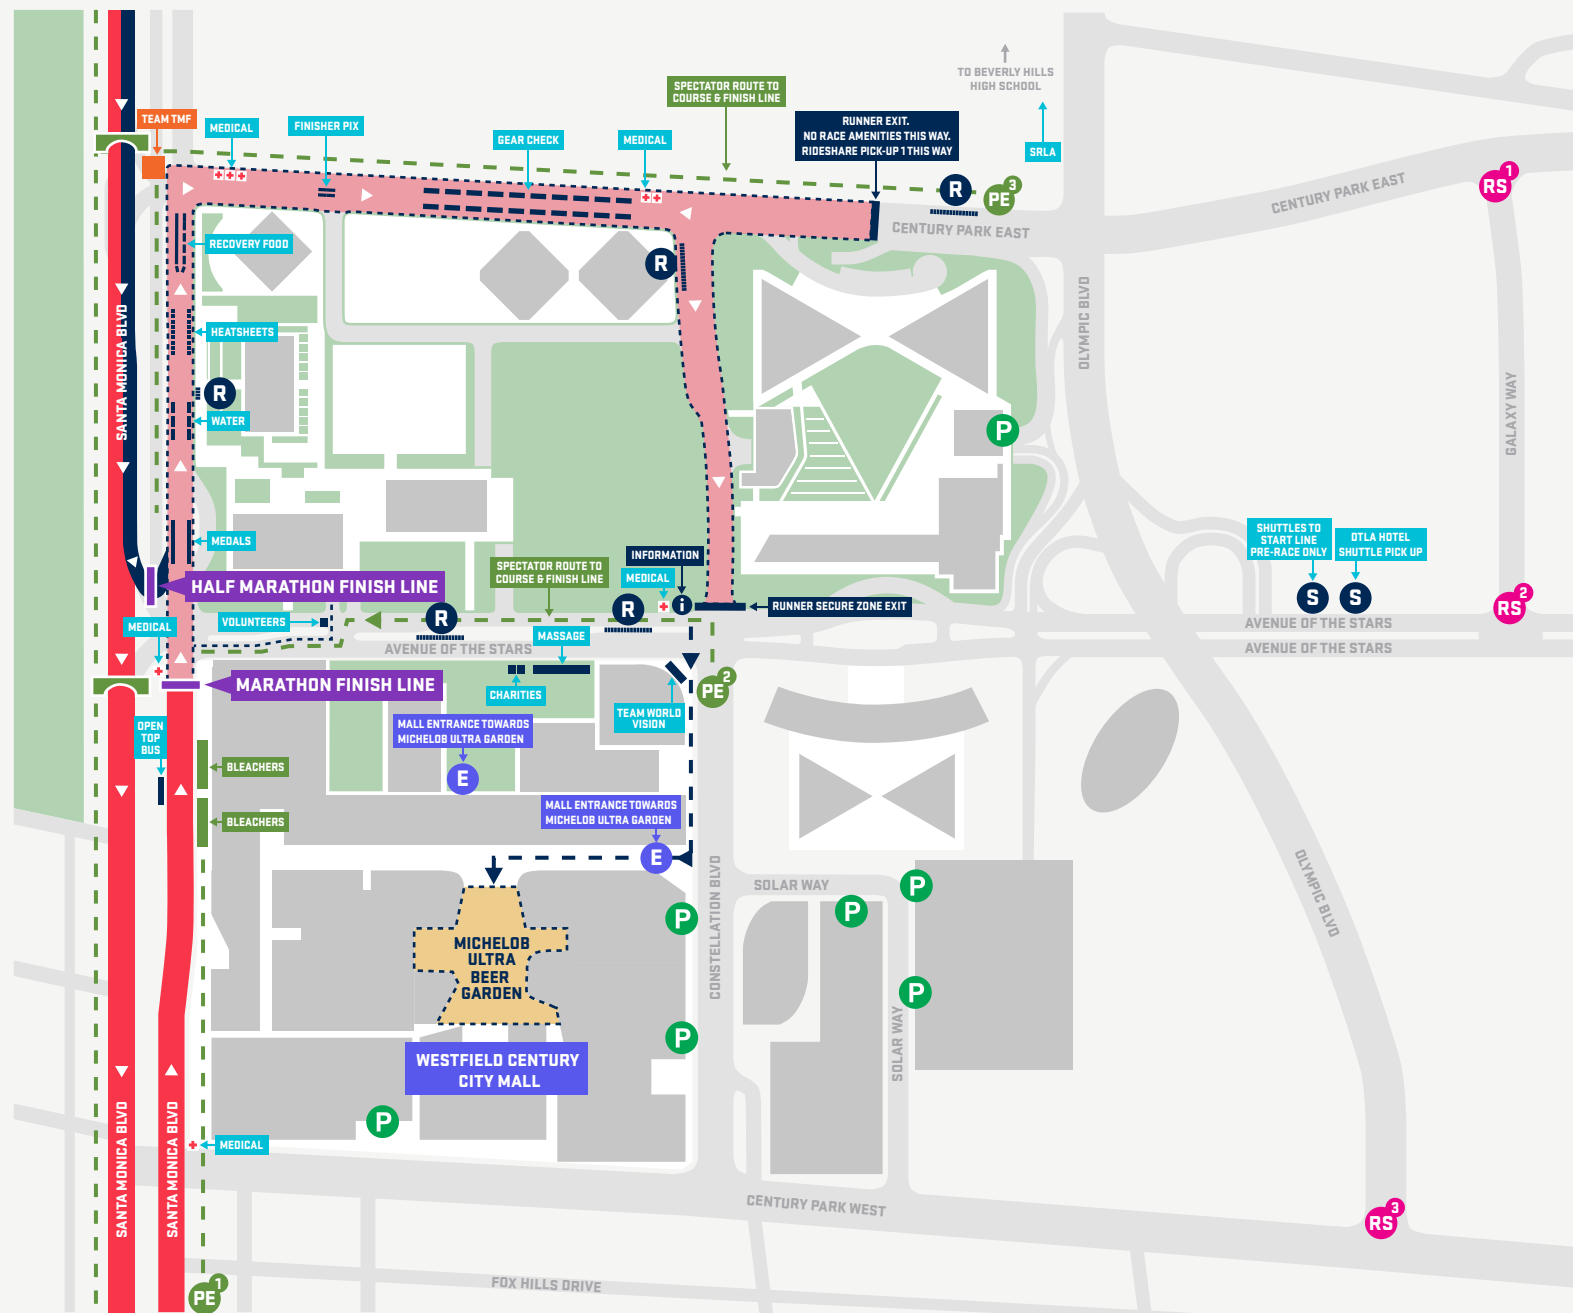 TO BEVERLY HILLS
HIGH SCHOOL
SPECTATOR ROUTE TO
COURSE & FINISH LINE
TEAM TMF
MEDICAL
FINISHER PIX
GEAR CHECK
MEDICAL
RUNNER EXIT.
NO RACE AMENITIES THIS WAY.
RIDESHARE PICK-UP 1 THIS WAY
SRLA
R
PE
3
RS
1
CENTURY PARK EAST
CENTURY PARK EAST
RECOVERY FOOD
R
OLYMPIC BLVD
SANTA MONICA BLVD
HEATSHEETS
R
WATER
P
GALAXY WAY
MEDALS
SHUTTLES TO
START LINE
PRE-RACE ONLY
DTLA HOTEL
SHUTTLE PICK UP
S
S
RS
2
INFORMATION
SPECTATOR ROUTE TO
COURSE & FINISH LINE
MEDICAL
HALF MARATHON FINISH LINE
i
RUNNER SECURE ZONE EXIT
R
R
VOLUNTEERS
MEDICAL
AVENUE OF THE STARS
AVENUE OF THE STARS
AVENUE OF THE STARS
MASSAGE
MARATHON FINISH LINE
CHARITIES
PE
2
TEAM WORLD
VISION
OPEN
TOP
BUS
MALL ENTRANCE TOWARDS
MICHELOB ULTRA GARDEN
E
BLEACHERS
MALL ENTRANCE TOWARDS
MICHELOB ULTRA GARDEN
BLEACHERS
E
CONSTELLATION BLVD
SOLAR WAY
P
P
P
OLYMPIC BLVD
MICHELOB
ULTRA
BEER
GARDEN
P
SOLAR WAY
P
WESTFIELD CENTURY
CITY MALL
P
SANTA MONICA BLVD
SANTA MONICA BLVD
MEDICAL
CENTURY PARK WEST
RS
3
FOX HILLS DRIVE
PE
1